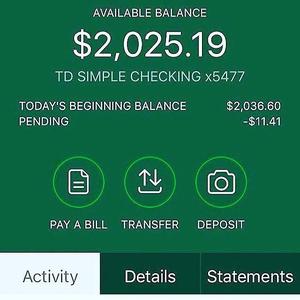 AVAILABLE BALANCE
$2,025.19
TD SIMPLE CHECKING x5477
TODAY'S BEGINNING BALANCE $2,036.60
PENDING -$11.41
PAY A BILL TRANSFER DEPOSIT
Activity Details Statements